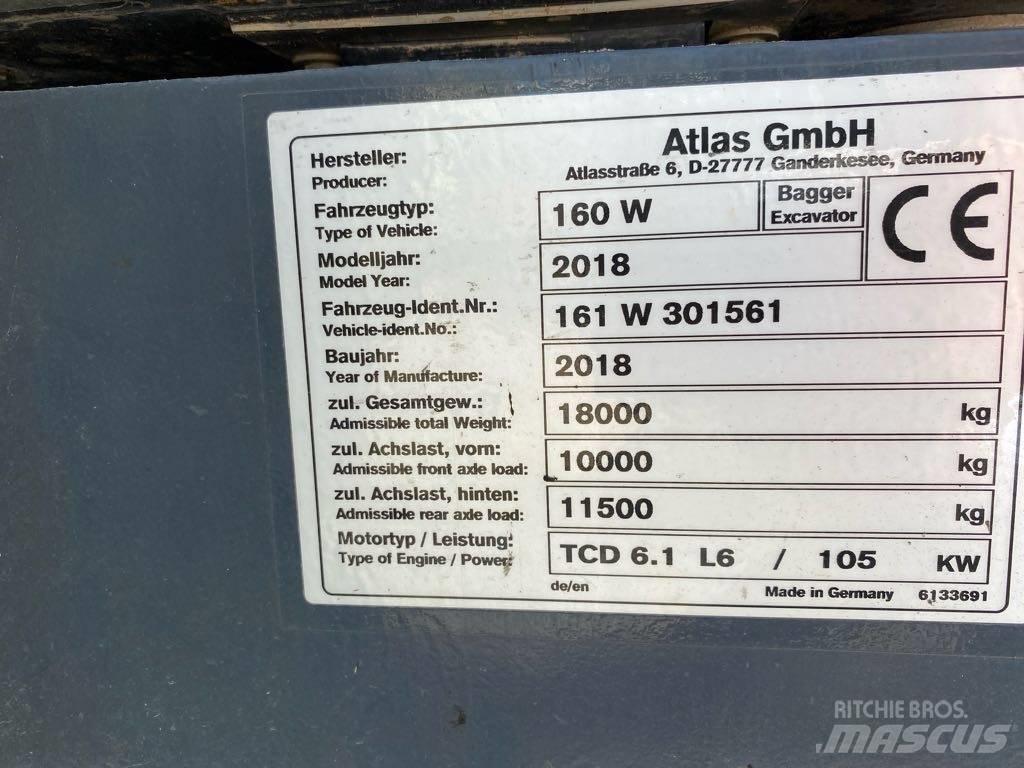 Atlas GmbH
Hersteller:
Producer:
Atlasstraße 6, D-27777 Ganderkesee, Germany
Fahrzeugtyp:
Type of Vehicle:
160 W
Bagger
Excavator
CE
Modelljahr:
Model Year:
2018
Fahrzeug-Ident.Nr.:
Vehicle-ident.No.:
161 W 301561
Baujahr:
Year of Manufacture:
2018
zul. Gesamtgew.:
Admissible total Weight:
18000 kg
zul. Achslast, vorn:
Admissible front axle load:
10000 kg
zul. Achslast, hinten:
Admissible rear axle load:
11500 kg
Motortyp / Leistung:
Type of Engine / Power:
TCD 6.1 L6 / 105 KW
de/en Made in Germany 6133691
RITCHIE BROS.
MASCUS